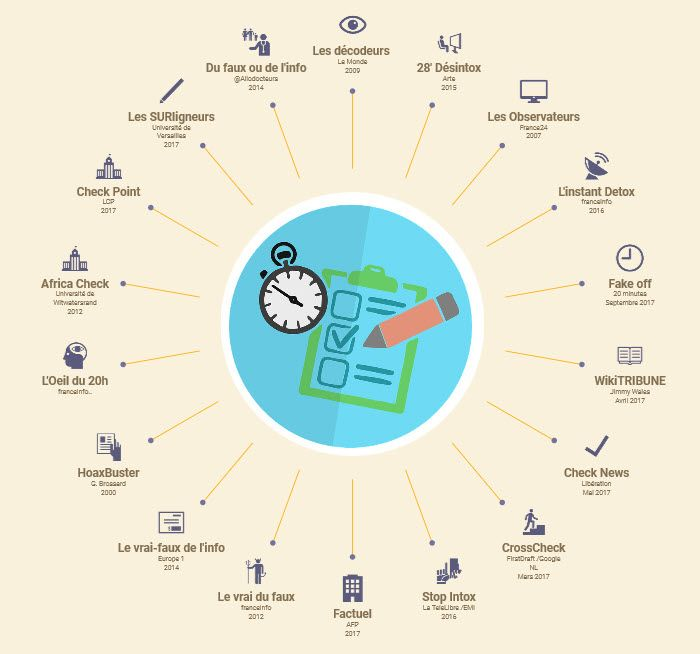 Les décodeurs
Le Monde
2009
28' Désintox
Arte
2015
Les Observateurs
France24
2007
L'instant Detox
franceinfo
2016
Fake off
20 minutes
Septembre 2017
WikiTRIBUNE
Jimmy Wales
Avril 2017
Check News
Libération
Mai 2017
CrossCheck
FirstDraft /Google
NL
Mars 2017
Stop Intox
La TéléLibre /EMI
2016
Factuel
AFP
2017
Le vrai du faux
franceinfo
2012
Le vrai-faux de l'info
Europe 1
2014
HoaxBuster
G. Brossard
2000
L'Oeil du 20h
franceinfo..
Africa Check
Université de
Witwatersrand
2012
Check Point
LCP
2017
Les SURligneurs
Université de
Versailles
2017
Du faux ou de l'info
@Allodocteurs
2014